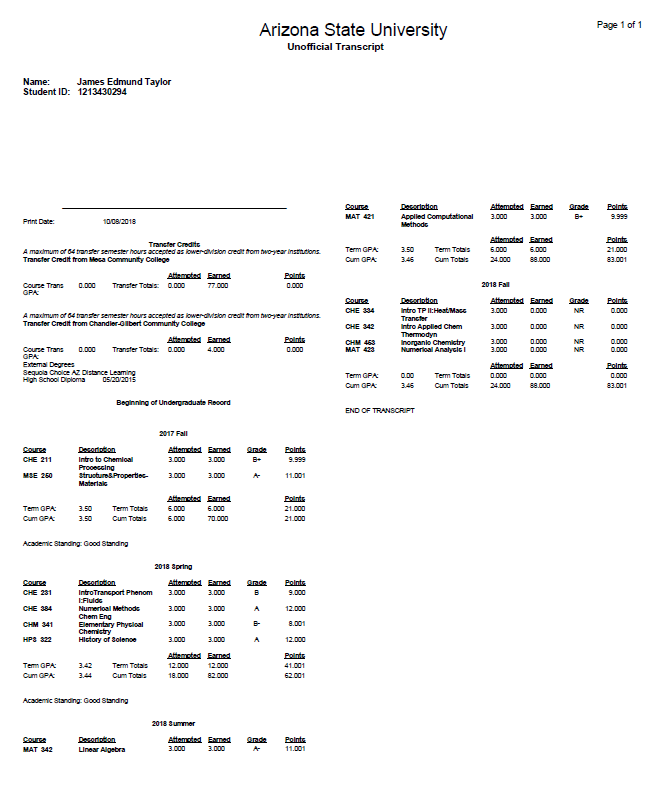 Arizona State University
Page 1 of 1
Unofficial Transcript
Name: James Edmund Taylor
Student ID: 1213430294
Print Date: 10/08/2018
Transfer Credits
A maximum of 64 transfer semester hours accepted as lower-division credit from two-year institutions.
Transfer Credit from Mesa Community College
Attempted Earned Points
Course Trans 0.000 Transfer Totals: 0.000 77.000 0.000
GPA:
A maximum of 64 transfer semester hours accepted as lower-division credit from two-year institutions.
Transfer Credit from Chandler-Gilbert Community College
Attempted Earned Points
Course Trans 0.000 Transfer Totals: 0.000 4.000 0.000
GPA:
External Degrees
Sequoia Choice AZ Distance Learning
High School Diploma 05/20/2015
Beginning of Undergraduate Record
2017 Fall
Course Description Attempted Earned Grade Points
CHE 211 Intro to Chemical 3.000 3.000 B+ 9.999
Processing
MSE 250 Structure&Properties- 3.000 3.000 A- 11.001
Materials
Attempted Earned Points
Term GPA: 3.50 Term Totals 6.000 6.000 21.000
Cum GPA: 3.50 Cum Totals 6.000 70.000 21.000
Academic Standing: Good Standing
2018 Spring
Course Description Attempted Earned Grade Points
CHE 231 IntroTransport Phenom 3.000 3.000 B 9.000
I:Fluids
CHE 384 Numerical Methods 3.000 3.000 A 12.000
Chem Eng
CHM 341 Elementary Physical 3.000 3.000 B- 8.001
Chemistry
HPS 322 History of Science 3.000 3.000 A 12.000
Attempted Earned Points
Term GPA: 3.42 Term Totals 12.000 12.000 41.001
Cum GPA: 3.44 Cum Totals 18.000 82.000 62.001
Academic Standing: Good Standing
2018 Summer
Course Description Attempted Earned Grade Points
MAT 342 Linear Algebra 3.000 3.000 A- 11.001
Course Description Attempted Earned Grade Points
MAT 421 Applied Computational 3.000 3.000 B+ 9.999
Methods
Attempted Earned Points
Term GPA: 3.50 Term Totals 6.000 6.000 21.000
Cum GPA: 3.46 Cum Totals 24.000 88.000 83.001
2018 Fall
Course Description Attempted Earned Grade Points
CHE 334 Intro TP II:Heat/Mass 3.000 0.000 NR 0.000
Transfer
CHE 342 Intro Applied Chem 3.000 0.000 NR 0.000
Thermodyn
CHM 453 Inorganic Chemistry 3.000 0.000 NR 0.000
MAT 423 Numerical Analysis I 3.000 0.000 NR 0.000
Attempted Earned Points
Term GPA: 0.00 Term Totals 0.000 0.000 0.000
Cum GPA: 3.46 Cum Totals 24.000 88.000 83.001
END OF TRANSCRIPT